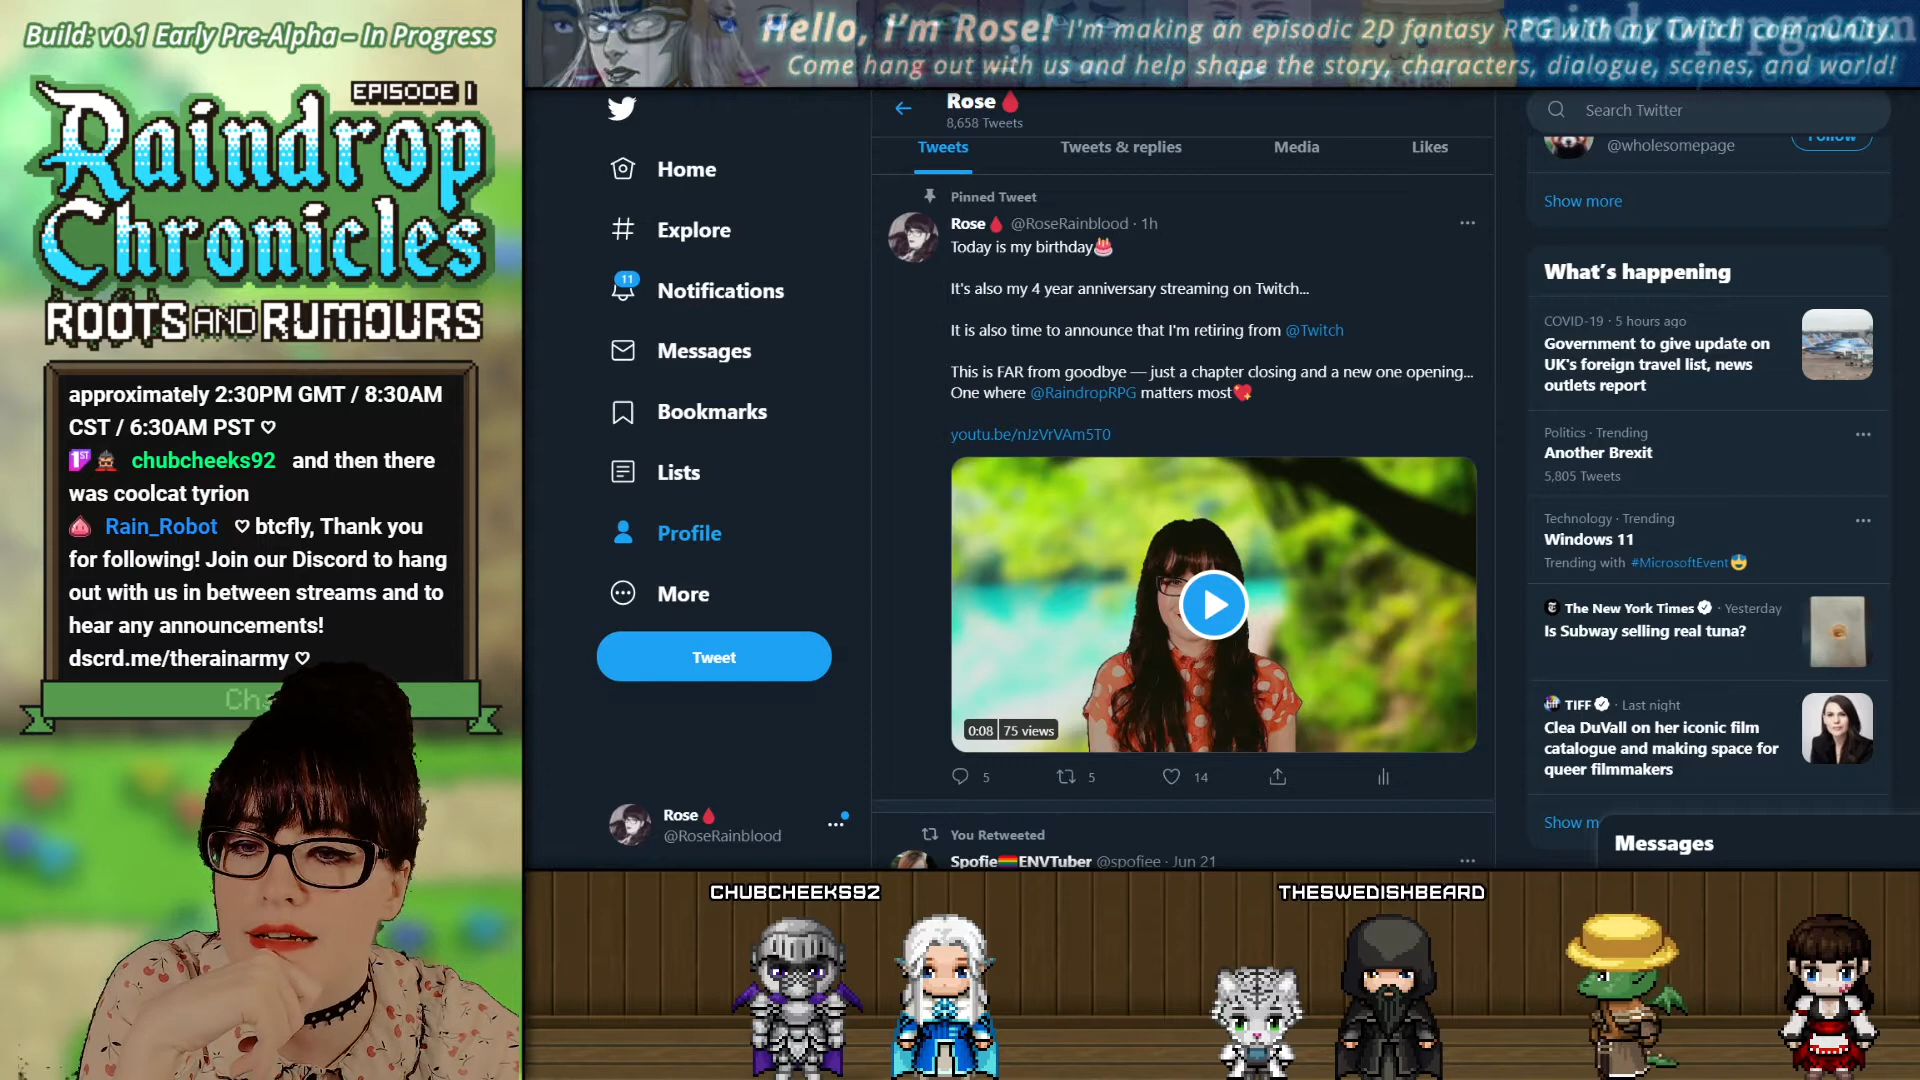 Build: v0.1 Early Pre-Alpha – In Progress
EPISODE I
Raindrop
Chronicles
ROOTS AND RUMOURS
approximately 2:30PM GMT / 8:30AM
CST / 6:30AM PST ♡
1ST chubcheeks92 and then there
was coolcat tyrion
Rain_Robot ♡ btcfly, Thank you
for following! Join our Discord to hang
out with us in between streams and to
hear any announcements!
dscrd.me/therainarmy ♡
Hello, I'm Rose! I'm making an episodic 2D fantasy RPG with my Twitch community.
Come hang out with us and help shape the story, characters, dialogue, scenes, and world!
Home
Explore
11
Notifications
Messages
Bookmarks
Lists
Profile
More
Tweet
Rose🩸
@RoseRainblood
Rose🩸
8,658 Tweets
Tweets
Tweets & replies
Media
Likes
Pinned Tweet
Rose🩸 @RoseRainblood · 1h
Today is my birthday🎂
It's also my 4 year anniversary streaming on Twitch...
It is also time to announce that I'm retiring from @Twitch
This is FAR from goodbye — just a chapter closing and a new one opening...
One where @RaindropRPG matters most💖
youtu.be/nJzVrVAm5T0
0:08 75 views
5
5
14
You Retweeted
Spofie🏳️‍🌈ENVTuber @spofiee · Jun 21
Search Twitter
@wholesomepage
Follow
Show more
What's happening
COVID-19 · 5 hours ago
Government to give update on
UK's foreign travel list, news
outlets report
Politics · Trending
Another Brexit
5,805 Tweets
Technology · Trending
Windows 11
Trending with #MicrosoftEvent
The New York Times · Yesterday
Is Subway selling real tuna?
TIFF · Last night
Clea DuVall on her iconic film
catalogue and making space for
queer filmmakers
Show m
Messages
CHUBCHEEKS92
THESWEDISHBEARD